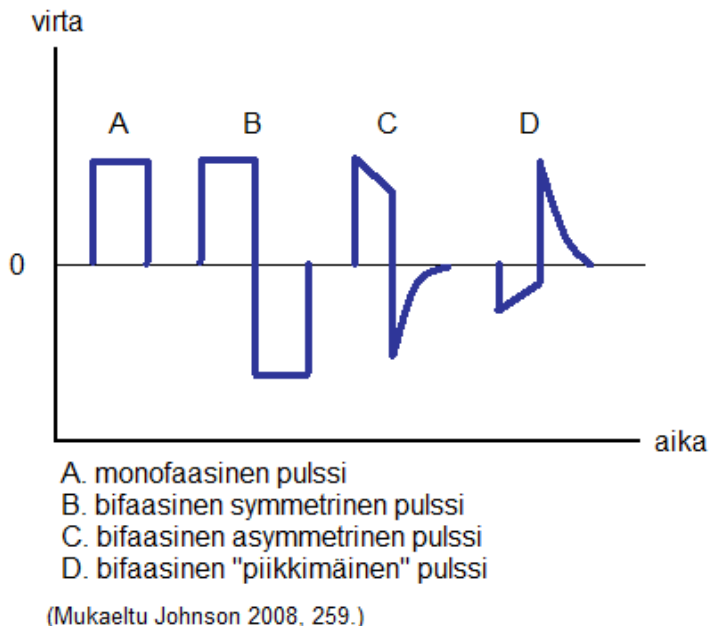 virta
A
B
C
D
0
aika
A. monofaasinen pulssi
B. bifaasinen symmetrinen pulssi
C. bifaasinen asymmetrinen pulssi
D. bifaasinen "piikkimäinen" pulssi
(Mukaeltu Johnson 2008, 259.)